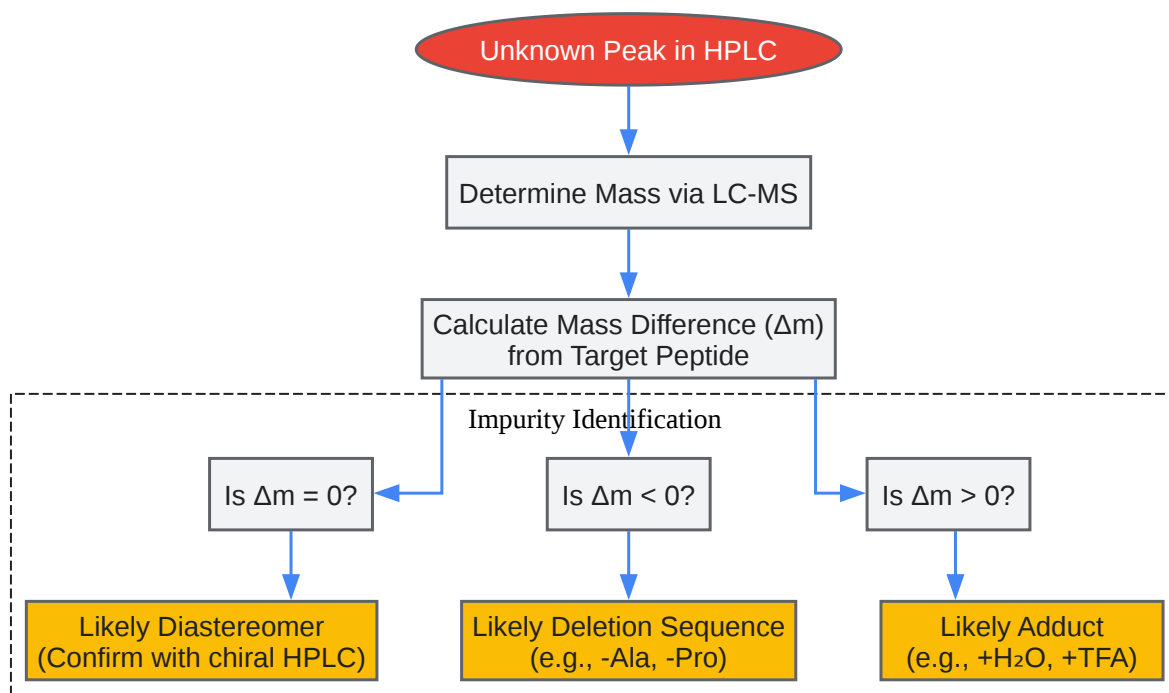 Unknown Peak in HPLC
Determine Mass via LC-MS
Calculate Mass Difference (Δm)
from Target Peptide
Impurity Identification
Is Δm = 0?
Is Δm < 0?
Is Δm > 0?
Likely Diastereomer
(Confirm with chiral HPLC)
Likely Deletion Sequence
(e.g., -Ala, -Pro)
Likely Adduct
(e.g., +H₂O, +TFA)